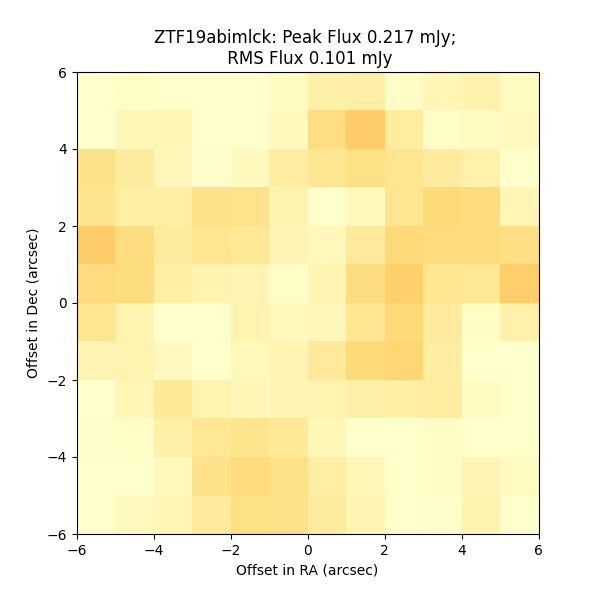 ZTF19abimlck: Peak Flux 0.217 mJy;
RMS Flux 0.101 mJy
6
4
2
0
−2
−4
−6
Offset in Dec (arcsec)
−6 −4 −2 0 2 4 6
Offset in RA (arcsec)